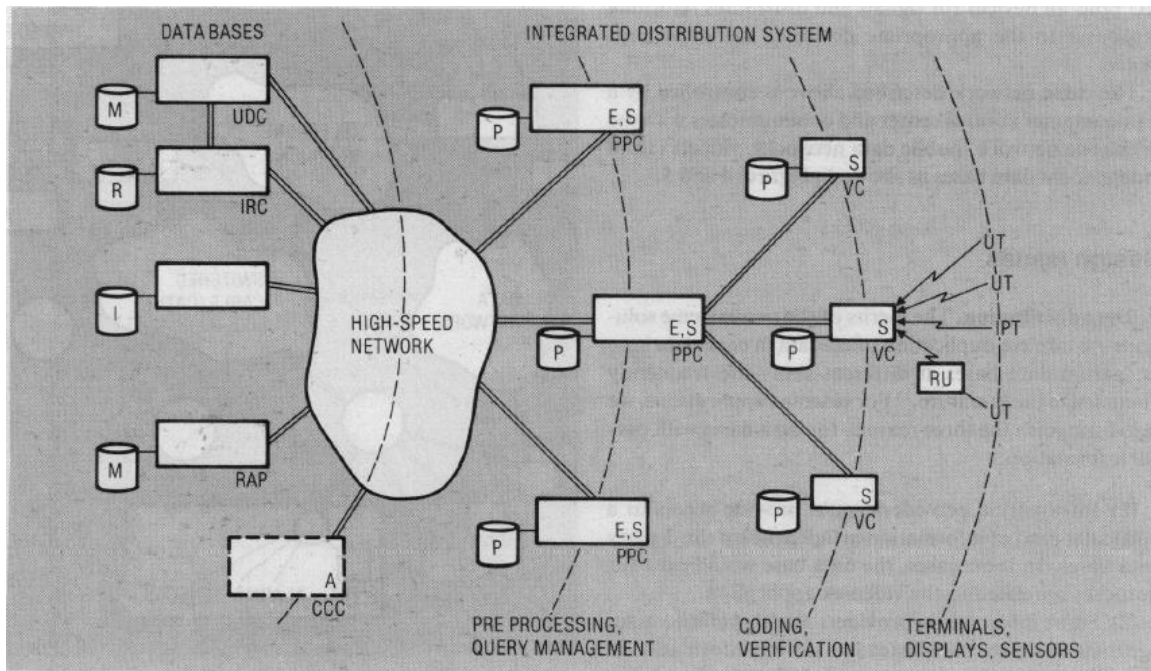 DATA BASES
INTEGRATED DISTRIBUTION SYSTEM
M
UDC
R
IRC
I
M
RAP
A
CCC
HIGH-SPEED
NETWORK
P
E,S
PPC
P
E,S
PPC
P
E,S
PPC
P
S
VC
P
S
VC
P
S
VC
UT
UT
IPT
RU
UT
PRE PROCESSING,
QUERY MANAGEMENT
CODING,
VERIFICATION
TERMINALS,
DISPLAYS, SENSORS